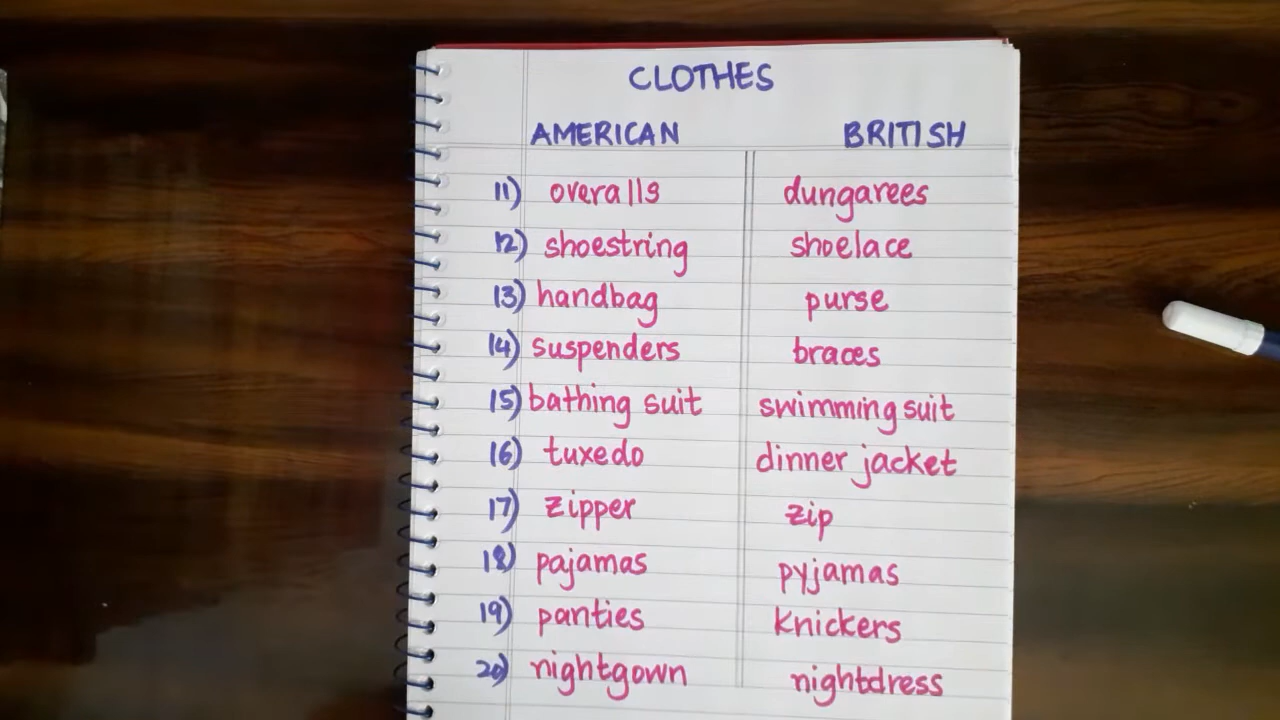 CLOTHES
AMERICAN BRITISH
11) overalls dungarees
12) shoestring shoelace
13) handbag purse
14) suspenders braces
15) bathing suit swimming suit
16) tuxedo dinner jacket
17) zipper zip
18) pajamas pyjamas
19) panties knickers
20) nightgown nightdress